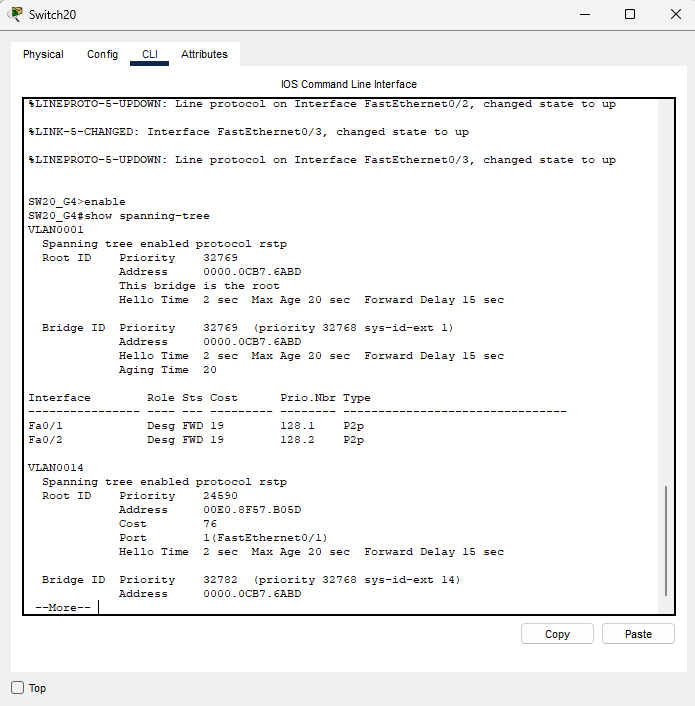 Switch20
Physical Config CLI Attributes
IOS Command Line Interface
%LINEPROTO-5-UPDOWN: Line protocol on Interface FastEthernet0/2, changed state to up
%LINK-5-CHANGED: Interface FastEthernet0/3, changed state to up
%LINEPROTO-5-UPDOWN: Line protocol on Interface FastEthernet0/3, changed state to up
SW20_G4>enable
SW20_G4#show spanning-tree
VLAN0001
Spanning tree enabled protocol rstp
Root ID Priority 32769
Address 0000.0CB7.6ABD
This bridge is the root
Hello Time 2 sec Max Age 20 sec Forward Delay 15 sec
Bridge ID Priority 32769 (priority 32768 sys-id-ext 1)
Address 0000.0CB7.6ABD
Hello Time 2 sec Max Age 20 sec Forward Delay 15 sec
Aging Time 20
Interface Role Sts Cost Prio.Nbr Type
---------------- ---- --- --------- -------- --------------------------------
Fa0/1 Desg FWD 19 128.1 P2p
Fa0/2 Desg FWD 19 128.2 P2p
VLAN0014
Spanning tree enabled protocol rstp
Root ID Priority 24590
Address 00E0.8F57.B05D
Cost 76
Port 1(FastEthernet0/1)
Hello Time 2 sec Max Age 20 sec Forward Delay 15 sec
Bridge ID Priority 32782 (priority 32768 sys-id-ext 14)
Address 0000.0CB7.6ABD
--More--
Copy Paste
Top